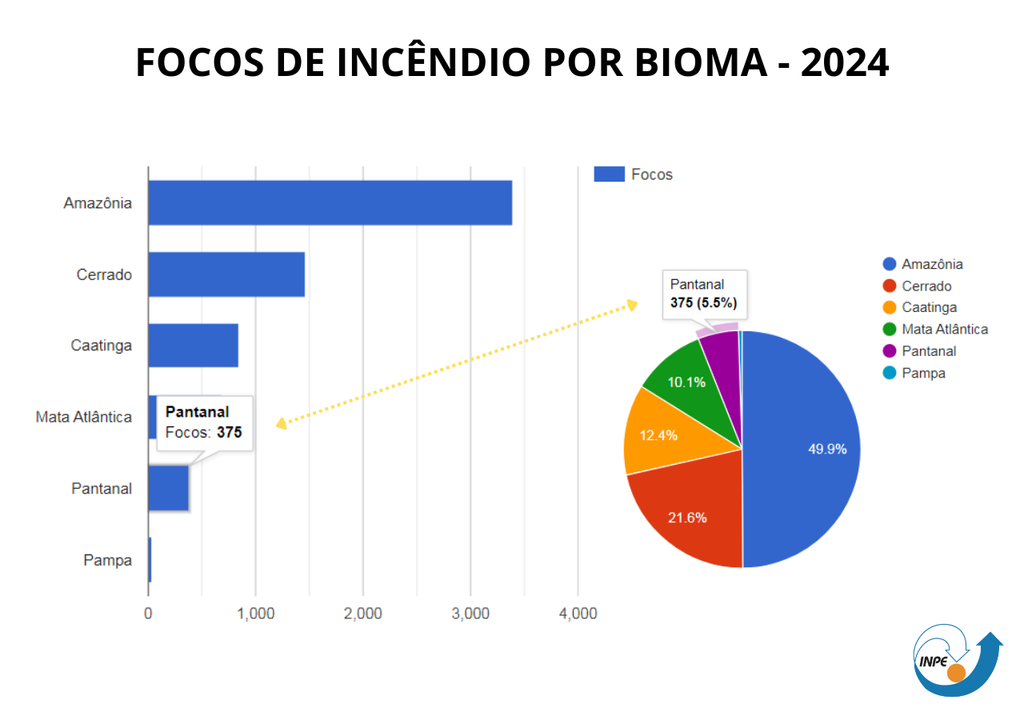 FOCOS DE INCÊNDIO POR BIOMA - 2024
Focos
Amazônia
Cerrado
Caatinga
Mata Atlântica
Pantanal
Pampa
Pantanal
Focos: 375
0
1,000
2,000
3,000
4,000
Pantanal
375 (5.5%)
10.1%
12.4%
21.6%
49.9%
Amazônia
Cerrado
Caatinga
Mata Atlântica
Pantanal
Pampa
INPE